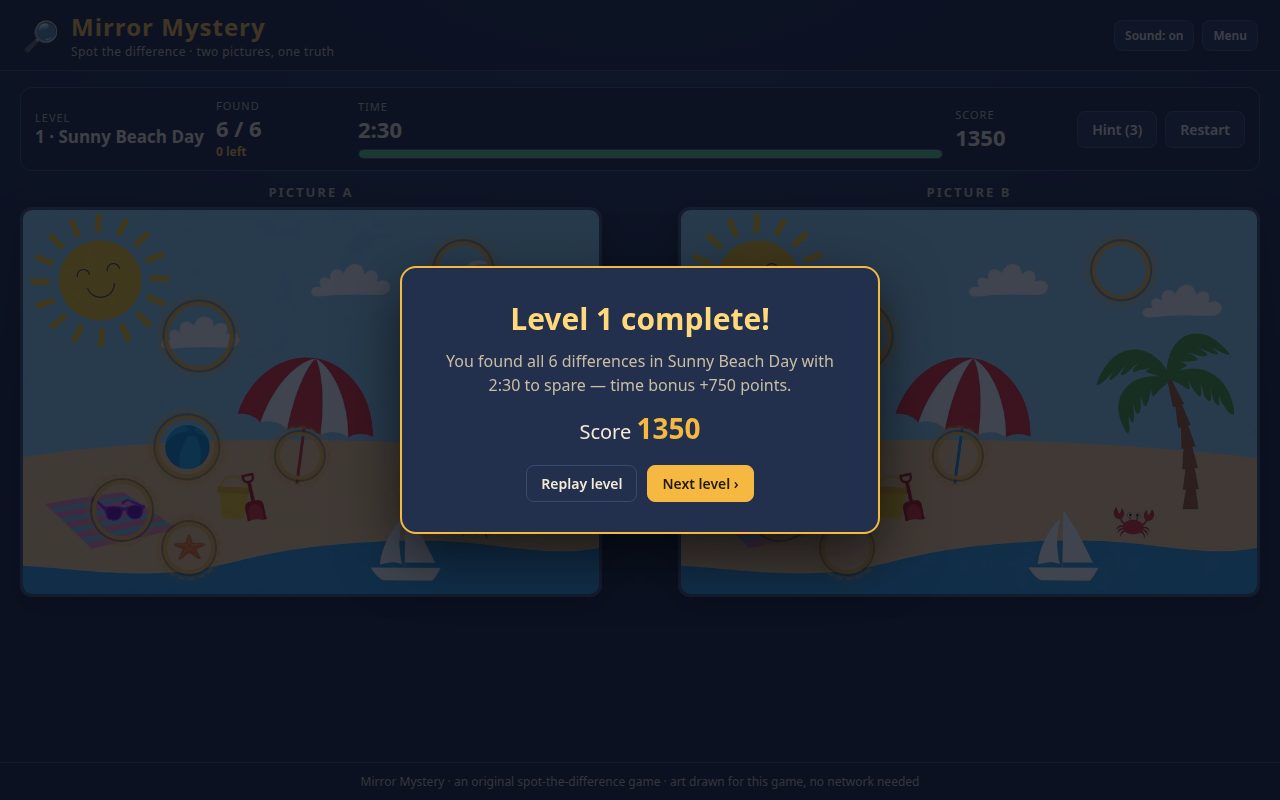 Mirror Mystery
Spot the difference · two pictures, one truth
Sound: on
Menu
LEVEL
1 · Sunny Beach Day
FOUND
6 / 6
0 left
TIME
2:30
SCORE
1350
Hint (3)
Restart
PICTURE A
PICTURE B
Level 1 complete!
You found all 6 differences in Sunny Beach Day with
2:30 to spare — time bonus +750 points.
Score 1350
Replay level
Next level ›
Mirror Mystery · an original spot-the-difference game · art drawn for this game, no network needed